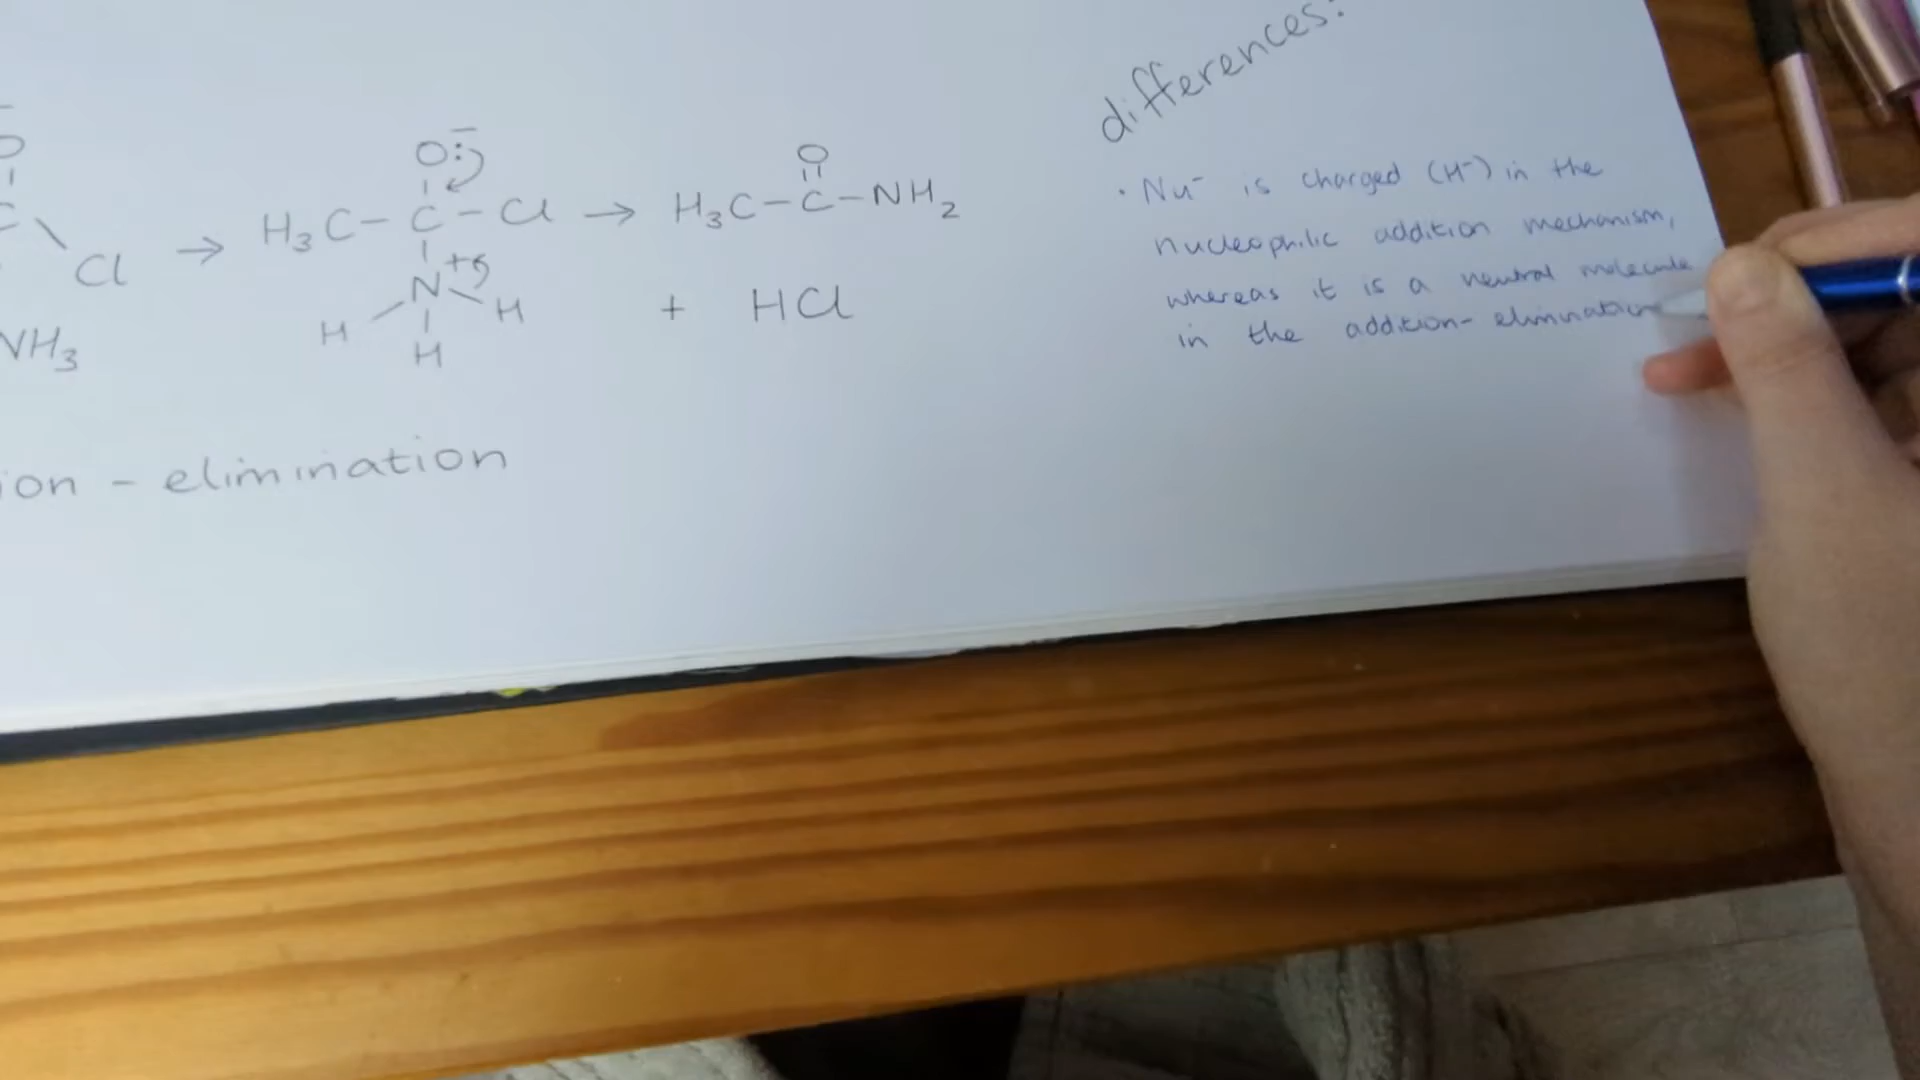 differences:
O:⁻
H₃C-C-Cl → H₃C-C-NH₂
O
N⁺
H H
H
Cl →
NH₃
+ HCl
ion - elimination
· Nu⁻ is charged (H⁻) in the
nucleophilic addition mechanism,
whereas it is a neutral molecule
in the addition-elimination